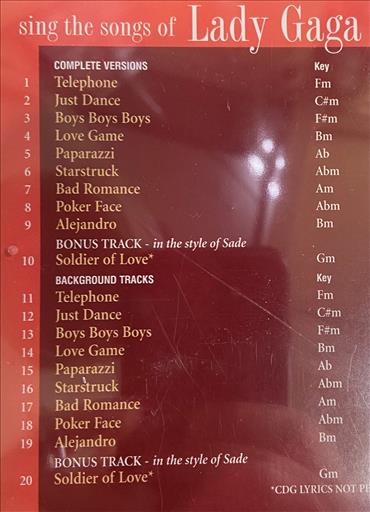 sing the songs of Lady Gaga
COMPLETE VERSIONS Key
1 Telephone Fm
2 Just Dance C#m
3 Boys Boys Boys F#m
4 Love Game Bm
5 Paparazzi Ab
6 Starstruck Abm
7 Bad Romance Am
8 Poker Face Abm
9 Alejandro Bm
BONUS TRACK - in the style of Sade
10 Soldier of Love* Gm
BACKGROUND TRACKS Key
11 Telephone Fm
12 Just Dance C#m
13 Boys Boys Boys F#m
14 Love Game Bm
15 Paparazzi Ab
16 Starstruck Abm
17 Bad Romance Am
18 Poker Face Abm
19 Alejandro Bm
BONUS TRACK - in the style of Sade
20 Soldier of Love* Gm
*CDG LYRICS NOT